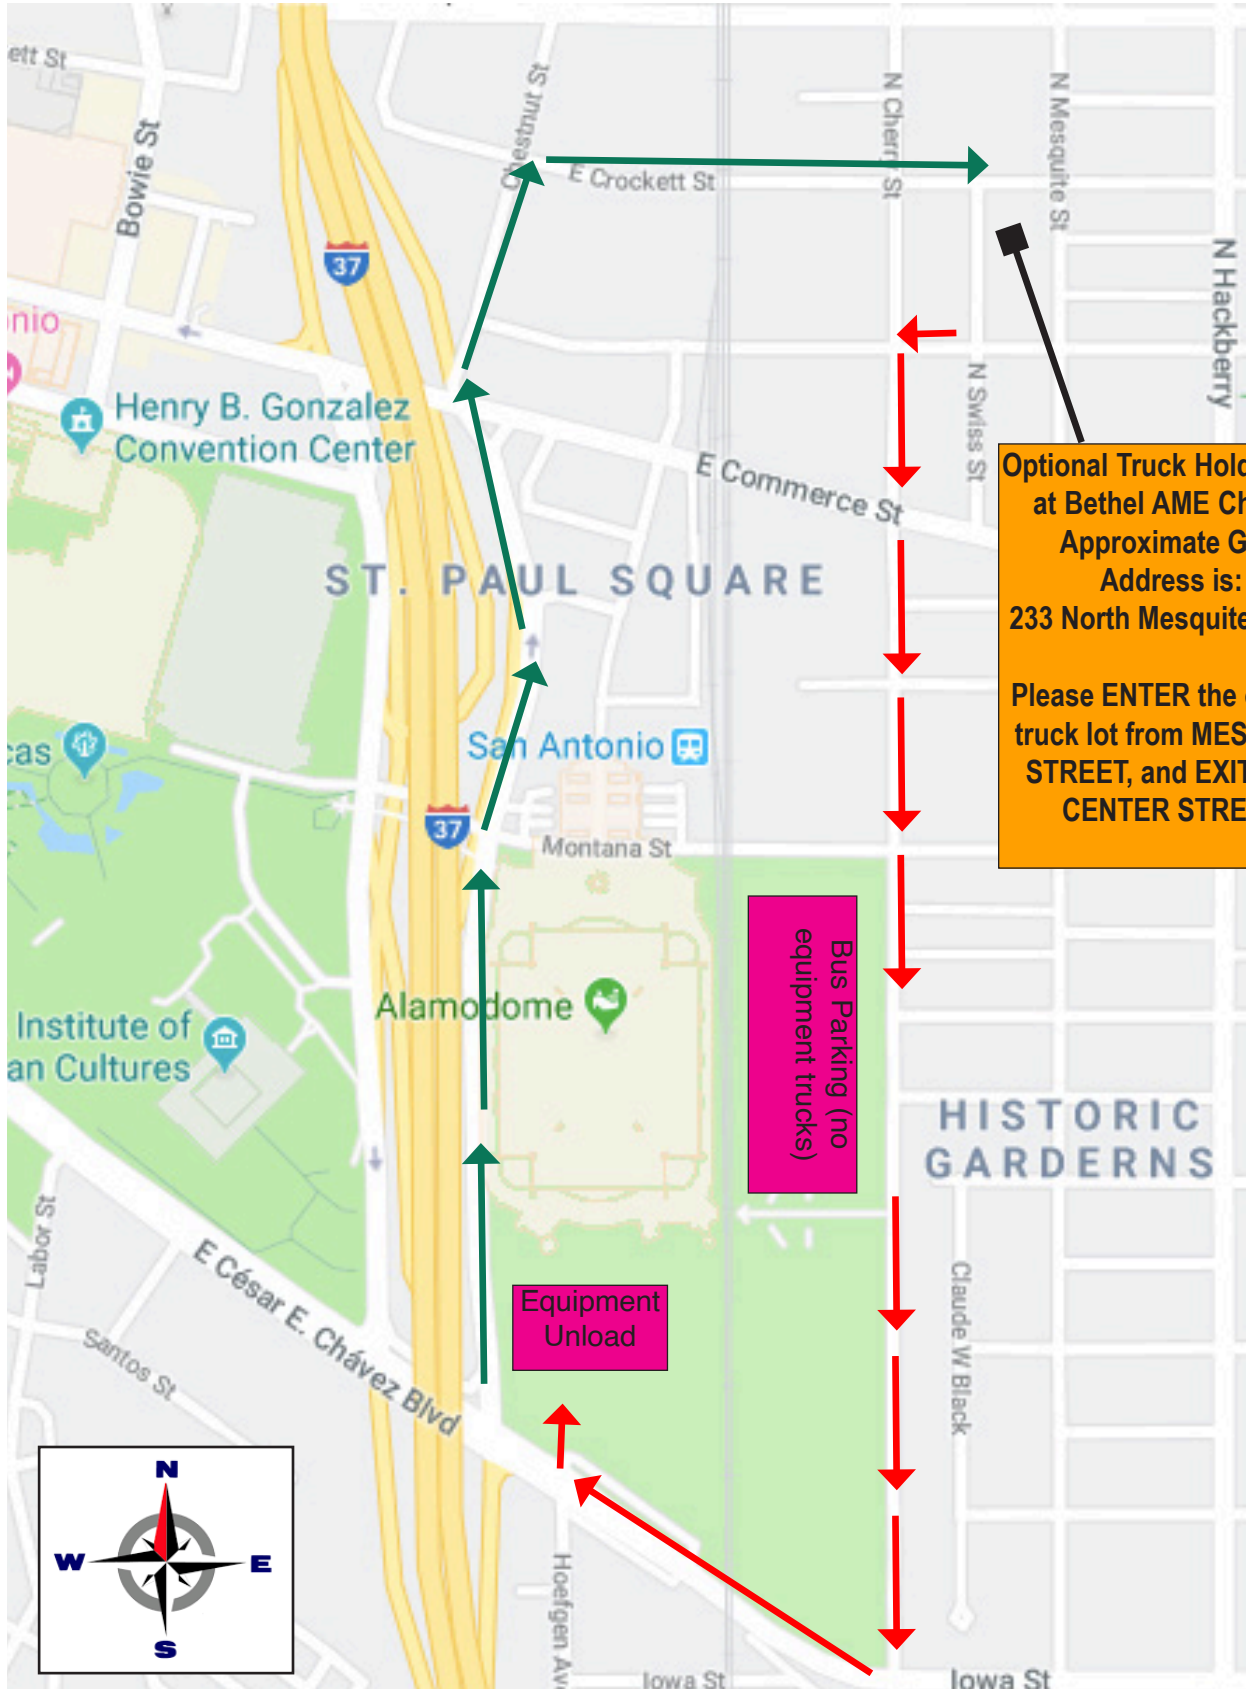 ett St
Bowie St
Chestnut St
N Cherry St
N Mesquite St
E Crockett St
37
N Hackberry
nio
Henry B. Gonzalez
Convention Center
N Swiss St
E Commerce St
Optional Truck Hold
at Bethel AME Ch
Approximate G
Address is:
233 North Mesquite
Please ENTER the
truck lot from MES
STREET, and EXIT
CENTER STRE
ST. PAUL SQUARE
San Antonio
cas
37
Montana St
Bus Parking (no
equipment trucks)
Alamodome
Institute of
an Cultures
HISTORIC
GARDERNS
Labor St
E César E. Chávez Blvd
Santos St
Equipment
Unload
Claude W Black
Hoefgen Av
Iowa St
Iowa St
N
W
E
S